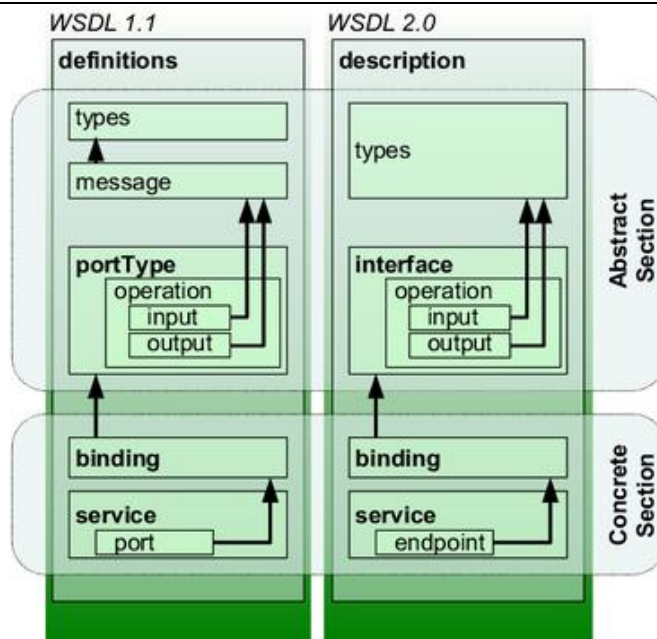 WSDL 1.1
definitions
types
message
portType
operation
input
output
binding
service
port
WSDL 2.0
description
types
interface
operation
input
output
binding
service
endpoint
Abstract
Section
Concrete
Section